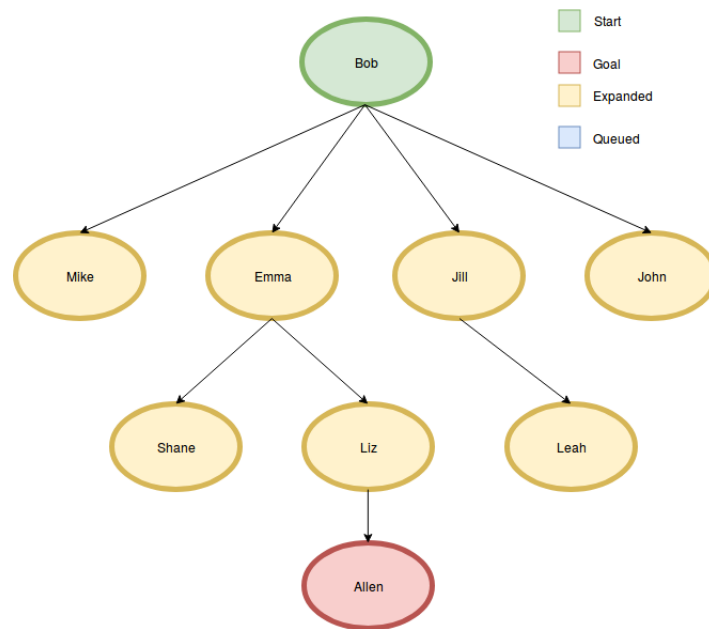 Start
Bob
Goal
Expanded
Queued
Mike
Emma
Jill
John
Shane
Liz
Leah
Allen